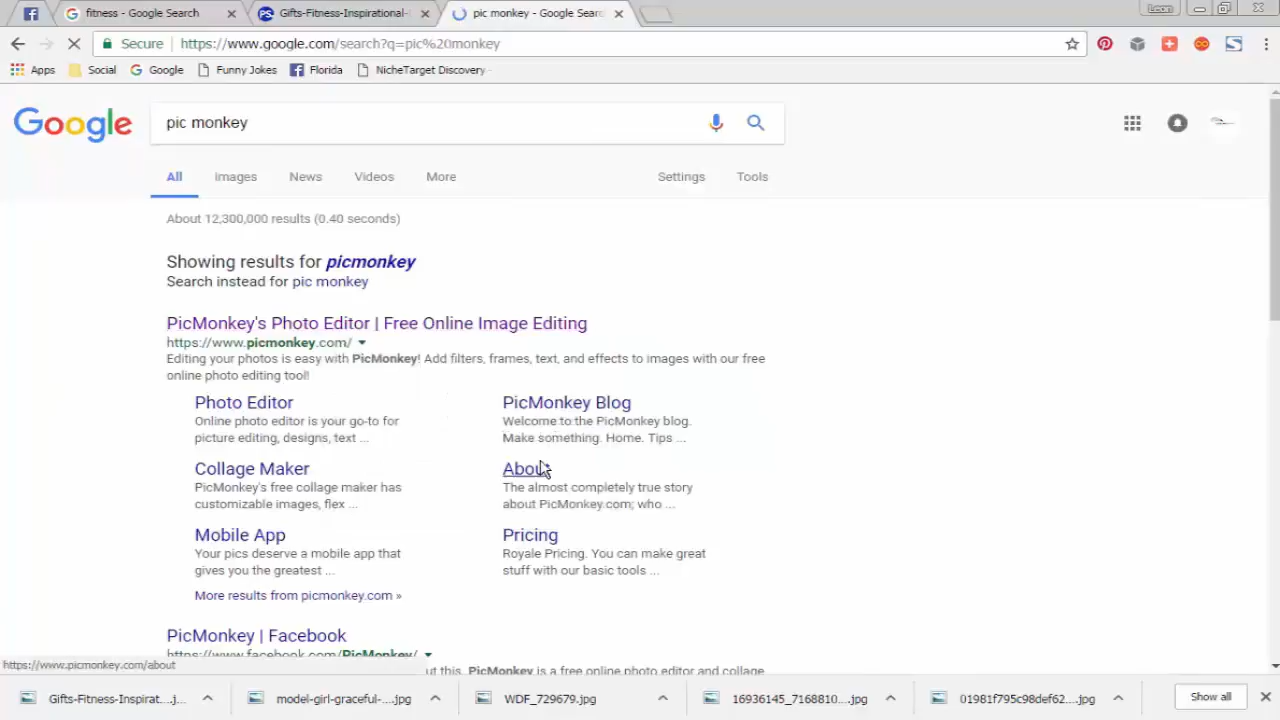 fitness - Google Search
Gifts-Fitness-Inspirational-
pic monkey - Google Sear
Leon
Secure
https://www.google.com/search?q=pic%20monkey
Apps
Social
Google
Funny Jokes
Florida
NicheTarget Discovery
Google
pic monkey
All
Images
News
Videos
More
Settings
Tools
About 12,300,000 results (0.40 seconds)
Showing results for picmonkey
Search instead for pic monkey
PicMonkey's Photo Editor | Free Online Image Editing
https://www.picmonkey.com/
Editing your photos is easy with PicMonkey! Add filters, frames, text, and effects to images with our free
online photo editing tool!
Photo Editor
Online photo editor is your go-to for
picture editing, designs, text ...
PicMonkey Blog
Welcome to the PicMonkey blog.
Make something. Home. Tips ...
Collage Maker
PicMonkey's free collage maker has
customizable images, flex ...
About
The almost completely true story
about PicMonkey.com; who ...
Mobile App
Your pics deserve a mobile app that
gives you the greatest ...
Pricing
Royale Pricing. You can make great
stuff with our basic tools ...
More results from picmonkey.com »
PicMonkey | Facebook
https://www.facebook.com/PicMonkey/
https://www.picmonkey.com/about
ut this. PicMonkey is a free online photo editor and collage
Gifts-Fitness-Inspirat....j...
model-girl-graceful-....jpg
WDF_729679.jpg
16936145_7168810....jpg
01981f795c98def62....jpg
Show all